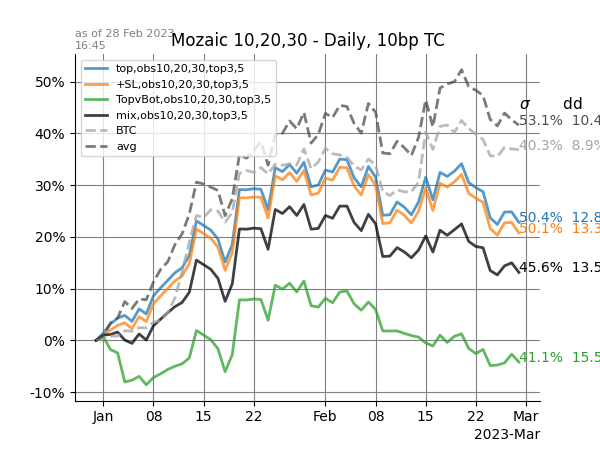 as of 28 Feb 2023
16:45
Mozaic 10,20,30 - Daily, 10bp TC
top,obs10,20,30,top3,5
+SL,obs10,20,30,top3,5
TopvBot,obs10,20,30,top3,5
mix,obs10,20,30,top3,5
BTC
avg
50%
40%
30%
20%
10%
0%
-10%
σ dd
53.1% 10.4
40.3% 8.9%
50.4% 12.8
50.1% 13.3
45.6% 13.5
41.1% 15.5
Jan 08 15 22 Feb 08 15 22 Mar
2023-Mar